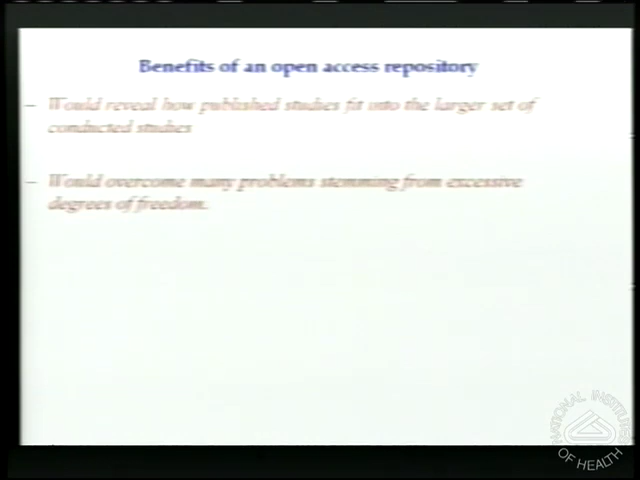 Benefits of an open access repository
– Would reveal how published studies fit into the larger set of
conducted studies
– Would overcome many problems stemming from excessive
degrees of freedom.
NATIONAL INSTITUTES
OF HEALTH